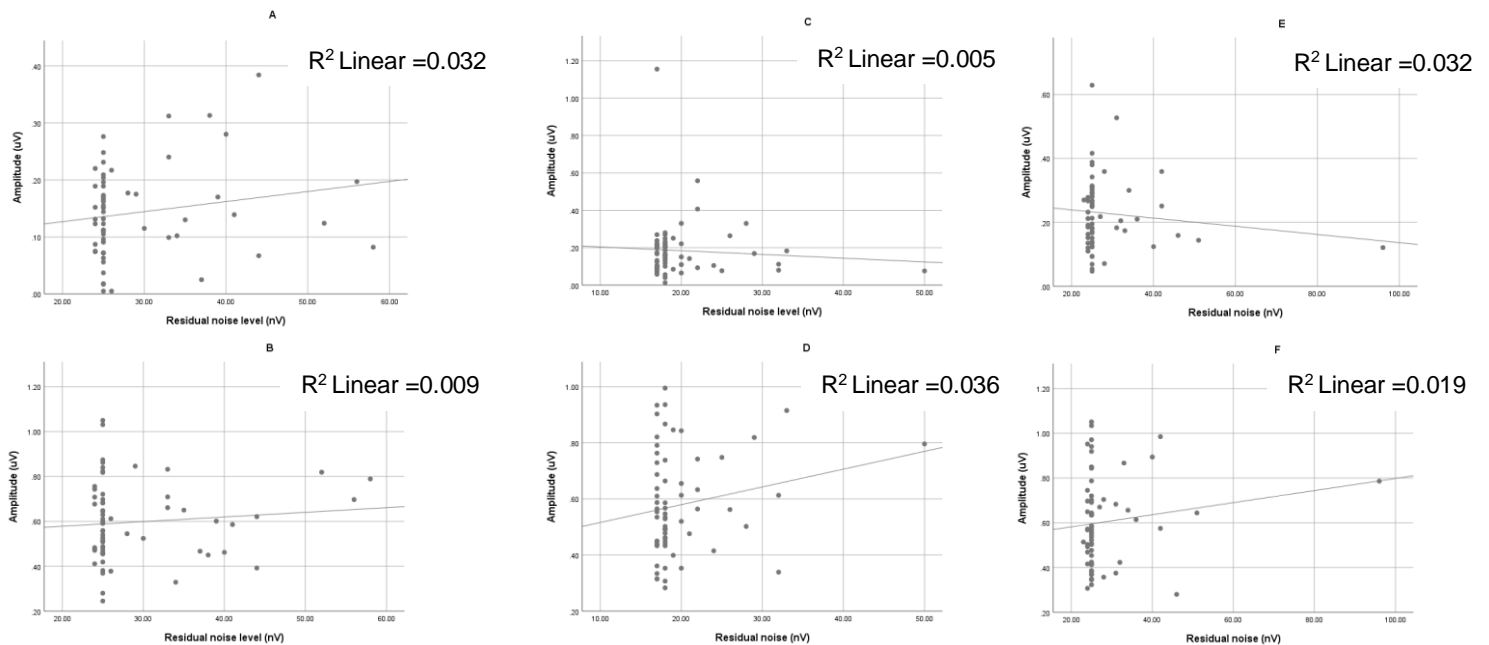 A
R² Linear =0.032
.40
.30
.20
.10
.00
20.00 30.00 40.00 50.00 60.00
Amplitude (uV)
Residual noise level (nV)
C
R² Linear =0.005
1.20
1.00
.80
.60
.40
.20
.00
10.00 20.00 30.00 40.00 50.00
Amplitude (uV)
Residual noise level (nV)
E
R² Linear =0.032
.60
.40
.20
.00
20.00 40.00 60.00 80.00 100.00
Amplitude (uV)
Residual noise (nV)
B
R² Linear =0.009
1.20
1.00
.80
.60
.40
.20
20.00 30.00 40.00 50.00 60.00
Amplitude (uV)
Residual noise level (nV)
D
R² Linear =0.036
1.00
.80
.60
.40
.20
10.00 20.00 30.00 40.00 50.00
Amplitude (uV)
Residual noise (nV)
F
R² Linear =0.019
1.20
1.00
.80
.60
.40
.20
20.00 40.00 60.00 80.00 100.00
Amplitude (uV)
Residual noise (nV)